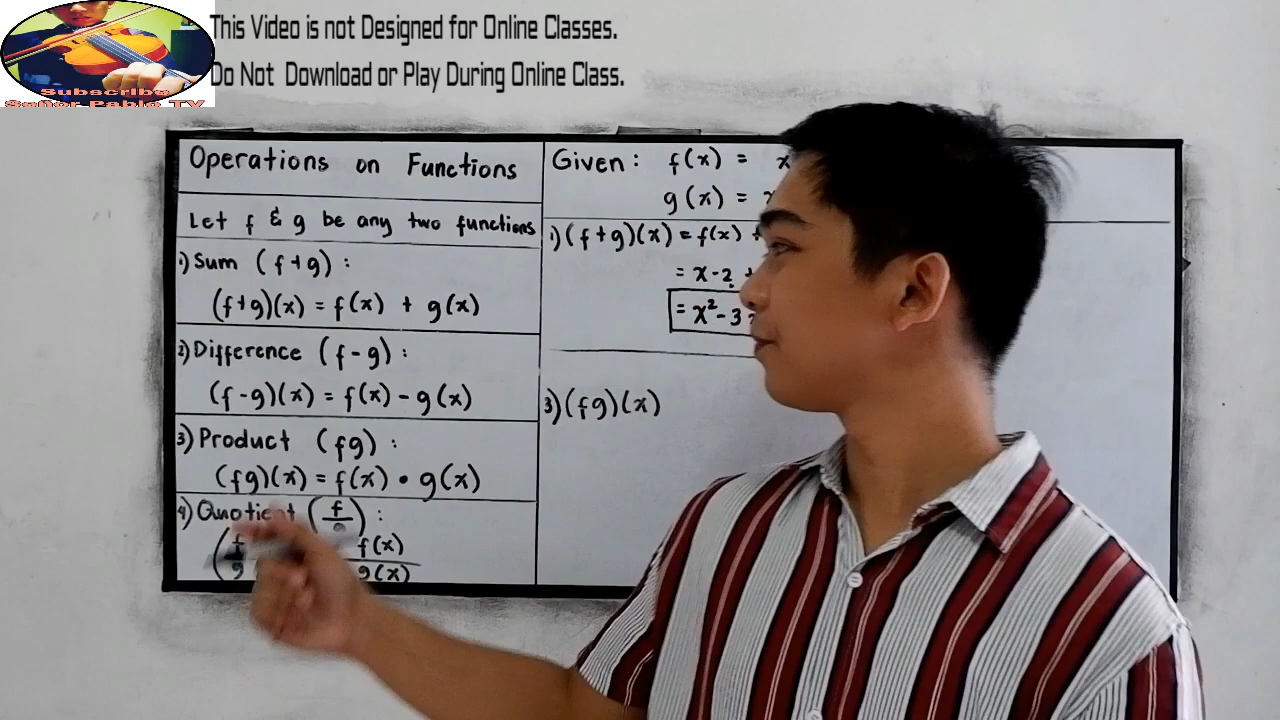 This Video is not Designed for Online Classes.
Do Not Download or Play During Online Class.
Subscribe
Señor Pablo TV
Operations on Functions
Let f & g be any two functions
1) Sum (f+g) :
(f+g)(x) = f(x) + g(x)
2) Difference (f-g) :
(f-g)(x) = f(x) - g(x)
3) Product (fg) :
(fg)(x) = f(x) • g(x)
4) Quotient (f/g) :
f(x)
g(x)
Given : f(x) = x
g(x) =
1) (f+g)(x) = f(x) +
= x-2
= x²-3
3) (fg)(x)